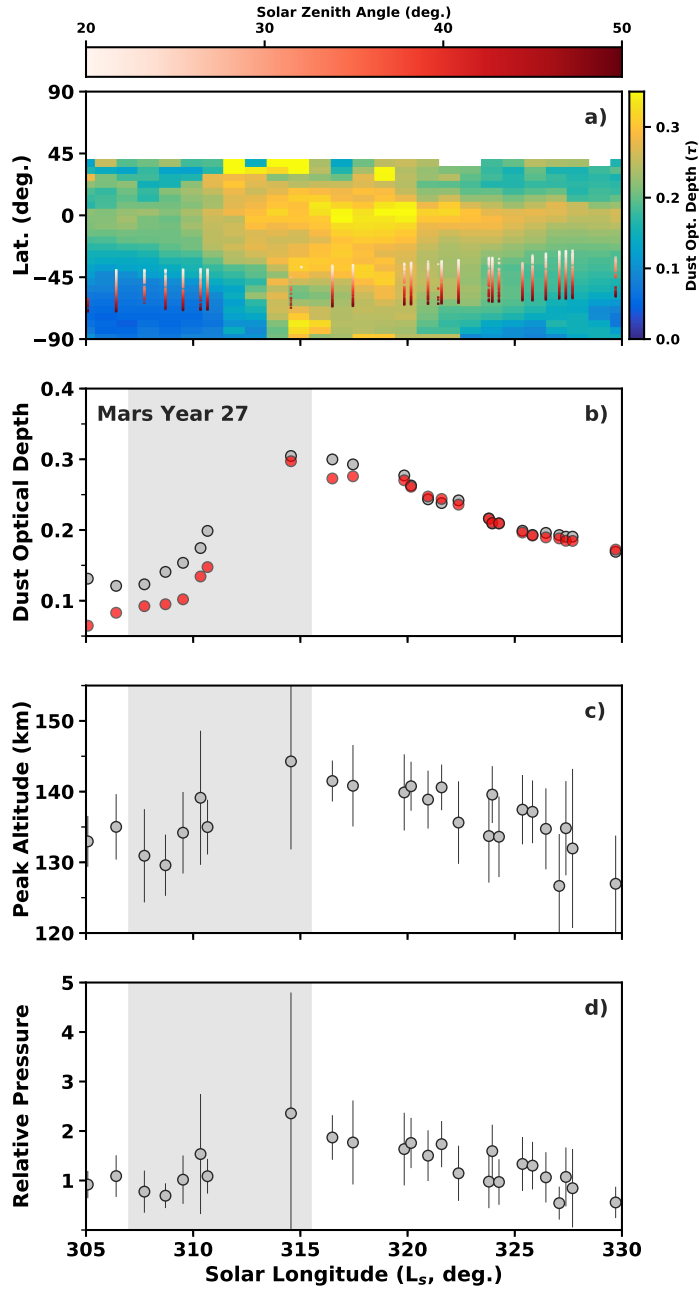 Solar Zenith Angle (deg.)
20 30 40 50
a)
90
45
0
−45
−90
Lat. (deg.)
0.3
0.2
0.1
0.0
Dust Opt. Depth (τ)
Mars Year 27
b)
0.4
0.3
0.2
0.1
Dust Optical Depth
c)
150
140
130
120
Peak Altitude (km)
d)
5
4
3
2
1
Relative Pressure
305 310 315 320 325 330
Solar Longitude (Ls, deg.)